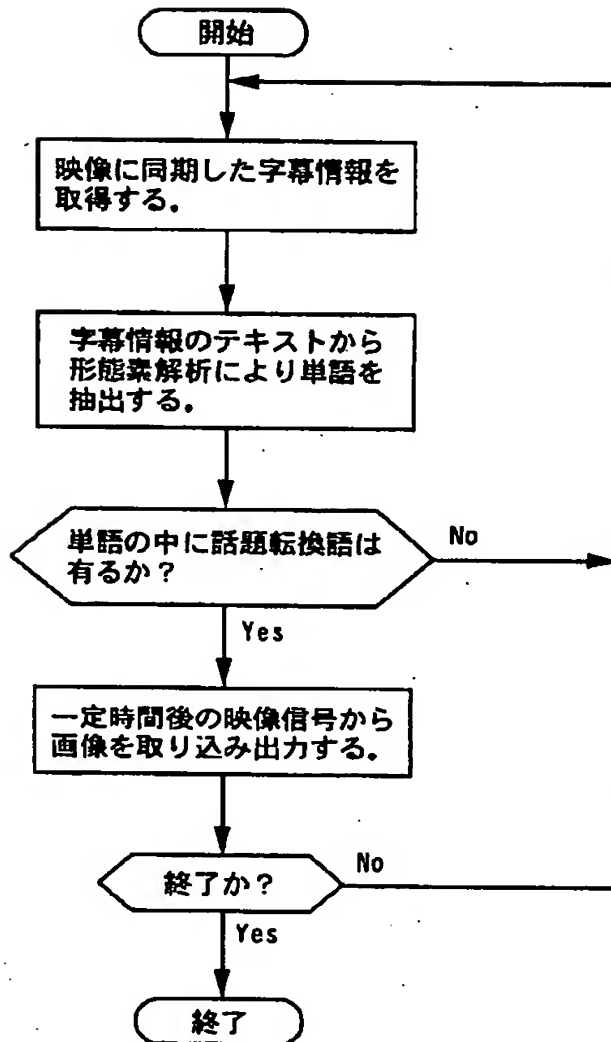 開始
映像に同期した字幕情報を
取得する。
字幕情報のテキストから
形態素解析により単語を
抽出する。
単語の中に話題転換語は
有るか？
No
Yes
一定時間後の映像信号から
画像を取り込み出力する。
終了か？
No
Yes
終了